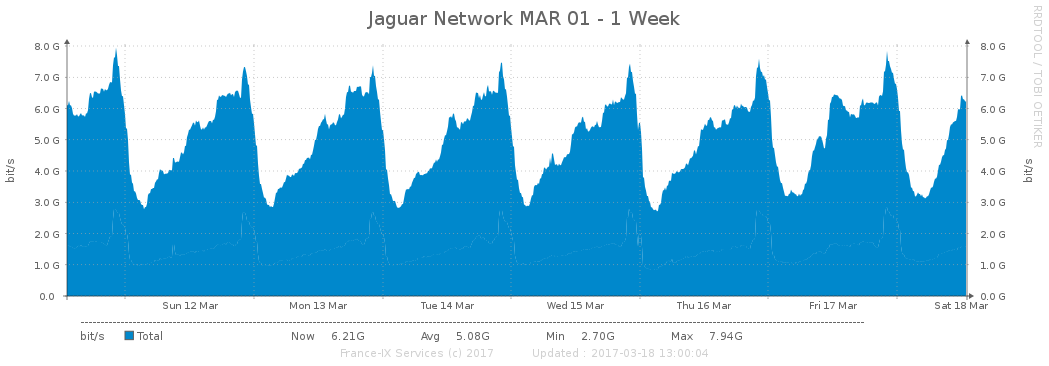 Jaguar Network MAR 01 - 1 Week
RRDTOOL / TOBI OETIKER
bit/s
8.0 G 8.0 G
7.0 G 7.0 G
6.0 G 6.0 G
5.0 G 5.0 G
4.0 G 4.0 G
3.0 G 3.0 G
2.0 G 2.0 G
1.0 G 1.0 G
0.0 0.0 G
bit/s
Sun 12 Mar Mon 13 Mar Tue 14 Mar Wed 15 Mar Thu 16 Mar Fri 17 Mar Sat 18 Mar
bit/s Total Now 6.21G Avg 5.08G Min 2.70G Max 7.94G
France-IX Services (c) 2017 Updated : 2017-03-18 13:00:04